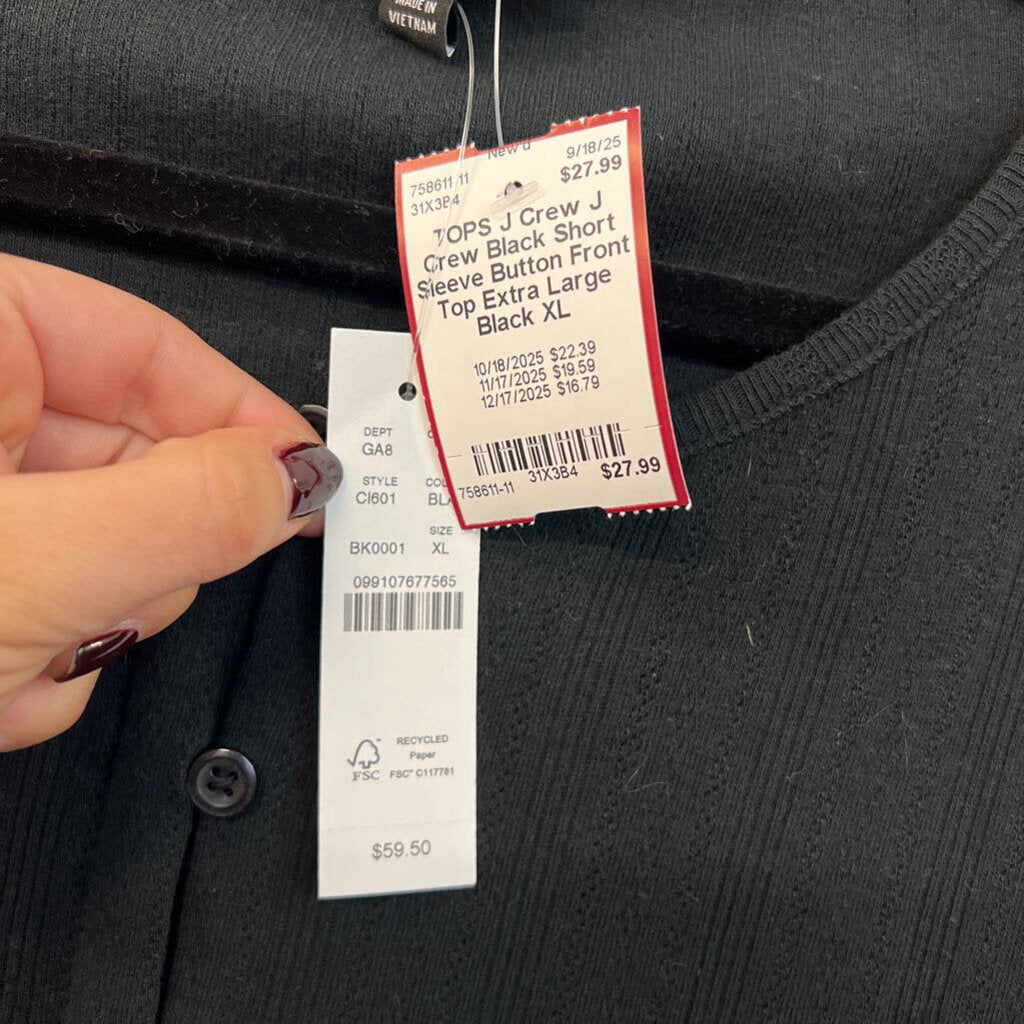 MADE IN
VIETNAM
New'd
9/18/25
758611-11
$27.99
31X3B4
TOPS J Crew J
Crew Black Short
Sleeve Button Front
Top Extra Large
Black XL
10/18/2025 $22.39
11/17/2025 $19.59
12/17/2025 $16.79
758611-11 31X3B4 $27.99
DEPT
GA8
STYLE
CI601
SIZE
BK0001 XL
099107677565
FSC
RECYCLED
Paper
FSC® C117781
$59.50